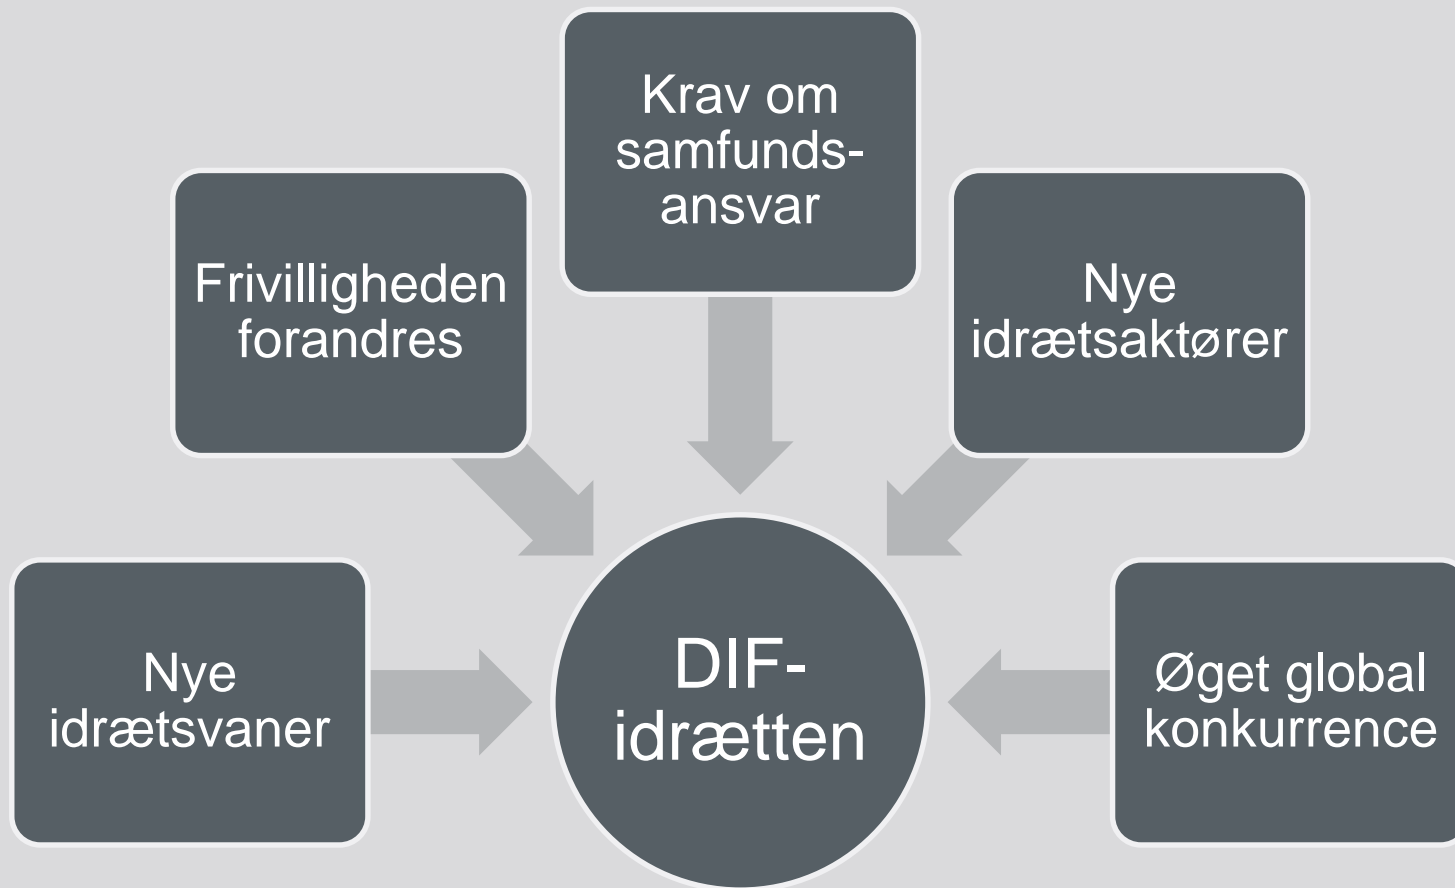 Krav om
samfunds-
ansvar
Frivilligheden
forandres
Nye
idrætsaktører
Nye
idrætsvaner
DIF-
idrætten
Øget global
konkurrence